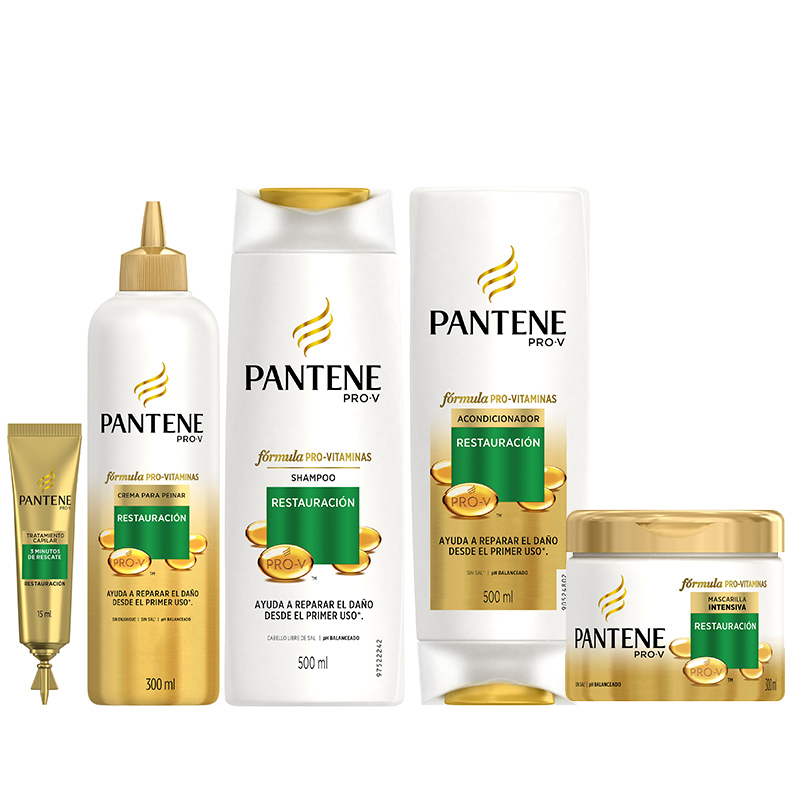 PANTENE
PRO-V
TRATAMIENTO
CAPILAR
3 MINUTOS
DE RESCATE
RESTAURACIÓN
15 ml
PANTENE
PRO-V
fórmula PRO-VITAMINAS
CREMA PARA PEINAR
RESTAURACIÓN
PRO-V
TM
AYUDA A REPARAR EL DAÑO
DESDE EL PRIMER USO*.
SIN ENJUAGUE | SIN SAL* | pH BALANCEADO
300 ml
PANTENE
PRO-V
fórmula PRO-VITAMINAS
SHAMPOO
RESTAURACIÓN
PRO-V
TM
AYUDA A REPARAR EL DAÑO
DESDE EL PRIMER USO*.
CABELLO LIBRE DE SAL | pH BALANCEADO
500 ml
97522242
PANTENE
PRO-V
fórmula PRO-VITAMINAS
ACONDICIONADOR
RESTAURACIÓN
PRO-V
TM
AYUDA A REPARAR EL DAÑO
DESDE EL PRIMER USO*.
SIN SAL* | pH BALANCEADO
500 ml
90524802
PANTENE
PRO-V
fórmula PRO-VITAMINAS
MASCARILLA
INTENSIVA
RESTAURACIÓN
PRO-V
TM
SIN SAL* | pH BALANCEADO
300 ml